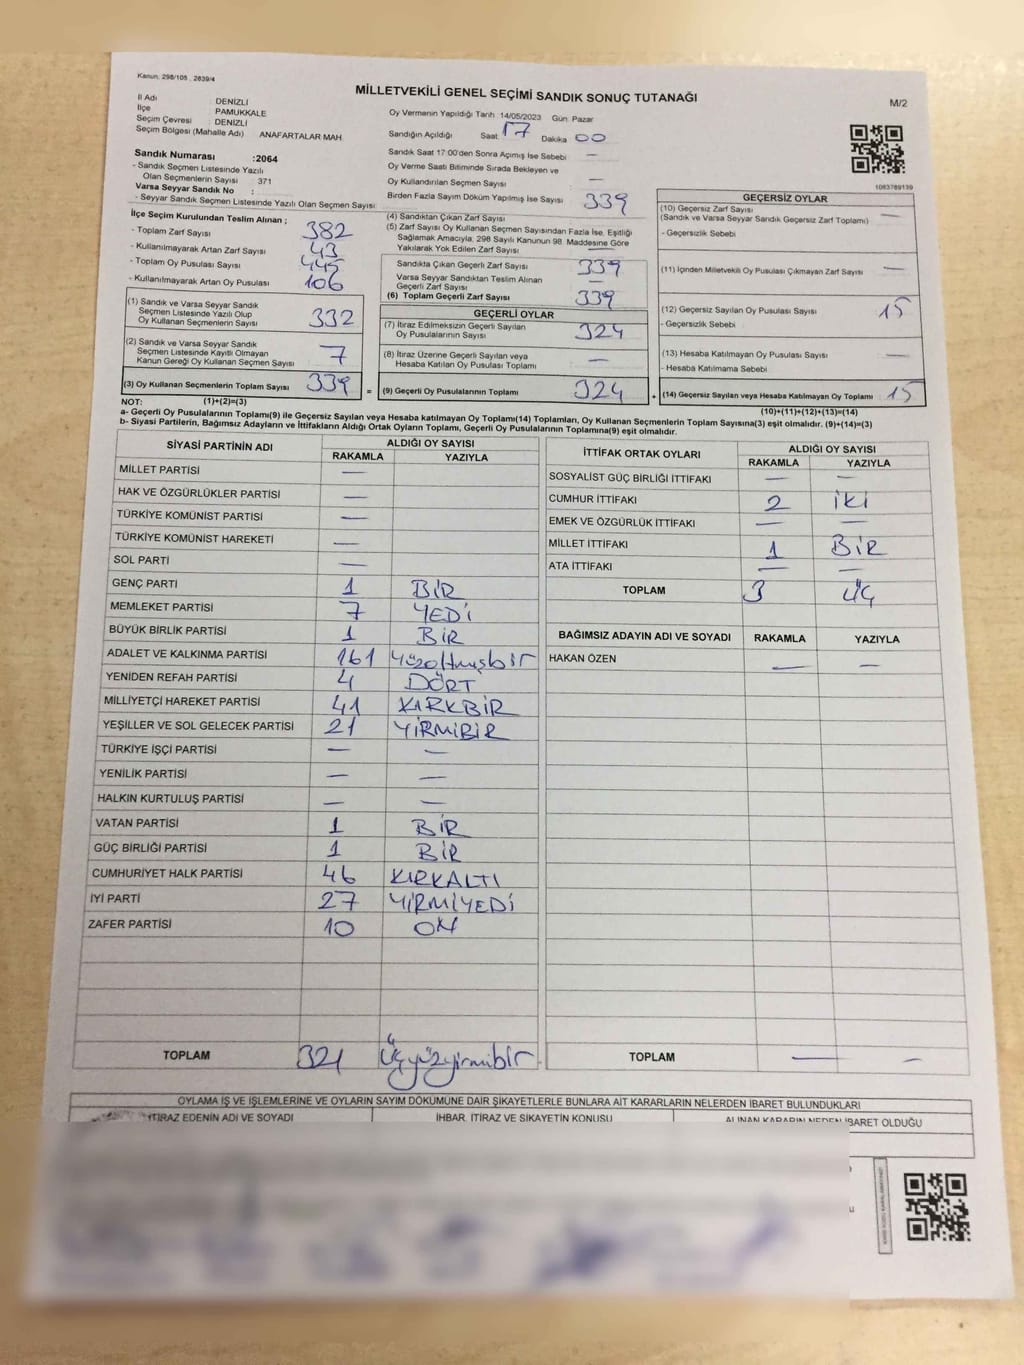 Kanun: 298/105 , 2839/4
MİLLETVEKİLİ GENEL SEÇİMİ SANDIK SONUÇ TUTANAĞI
M/2
İl Adı : DENİZLİ
İlçe PAMUKKALE
Seçim Çevresi : DENİZLİ
Seçim Bölgesi (Mahalle Adı) ANAFARTALAR MAH.
Oy Vermenin Yapıldığı Tarih 14/05/2023 Gün: Pazar
Sandığın Açıldığı Saat: 17 Dakika 00
Sandık Saat 17:00'den Sonra Açımış İse Sebebi —
Oy Verme Saati Bitiminde Sırada Bekleyen ve
Oy Kullandırılan Seçmen Sayısı —
Birden Fazla Sayım Döküm Yapılmış İse Sayısı 339
Sandık Numarası :2064
- Sandık Seçmen Listesinde Yazılı
Olan Seçmenlerin Sayısı 371
Varsa Seyyar Sandık No :
- Seyyar Sandık Seçmen Listesinde Yazılı Olan Seçmen Sayısı:
1083789139
İlçe Seçim Kurulundan Teslim Alınan ;
- Toplam Zarf Sayısı 382
- Kullanılmayarak Artan Zarf Sayısı 43
- Toplam Oy Pusulası Sayısı 445
- Kullanılmayarak Artan Oy Pusulası 106
(1) Sandık ve Varsa Seyyar Sandık
Seçmen Listesinde Yazılı Olup
Oy Kullanan Seçmenlerin Sayısı 332
(2) Sandık ve Varsa Seyyar Sandık
Seçmen Listesinde Kayıtlı Olmayan
Kanun Gereği Oy Kullanan Seçmen Sayısı 7
(3) Oy Kullanan Seçmenlerin Toplam Sayısı 339
(4) Sandıktan Çıkan Zarf Sayısı
(5) Zarf Sayısı Oy Kullanan Seçmen Sayısından Fazla İse, Eşitliği
Sağlamak Amacıyla, 298 Sayılı Kanunun 98. Maddesine Göre
Yakılarak Yok Edilen Zarf Sayısı —
Sandıkta Çıkan Geçerli Zarf Sayısı 339
Varsa Seyyar Sandıktan Teslim Alınan
Geçerli Zarf Sayısı —
(6) Toplam Geçerli Zarf Sayısı 339
GEÇERLİ OYLAR
(7) İtiraz Edilmeksizin Geçerli Sayılan
Oy Pusulalarının Sayısı 324
(8) İtiraz Üzerine Geçerli Sayılan veya
Hesaba Katılan Oy Pusulaları Toplamı —
= (9) Geçerli Oy Pusulalarının Toplamı 324
GEÇERSİZ OYLAR
(10) Geçersiz Zarf Sayısı —
(Sandık ve Varsa Seyyar Sandık Geçersiz Zarf Toplamı)
- Geçersizlik Sebebi
(11) İçinden Milletvekili Oy Pusulası Çıkmayan Zarf Sayısı —
(12) Geçersiz Sayılan Oy Pusulası Sayısı 15
- Geçersizlik Sebebi
(13) Hesaba Katılmayan Oy Pusulası Sayısı —
- Hesaba Katılmama Sebebi
+ (14) Geçersiz Sayılan veya Hesaba Katılmayan Oy Toplamı 15
NOT: (1)+(2)=(3)
(10)+(11)+(12)+(13)=(14)
a- Geçerli Oy Pusulalarının Toplamı(9) ile Geçersiz Sayılan veya Hesaba katılmayan Oy Toplamı(14) Toplamları, Oy Kullanan Seçmenlerin Toplam Sayısına(3) eşit olmalıdır. (9)+(14)=(3)
b- Siyasi Partilerin, Bağımsız Adayların ve İttifakların Aldığı Ortak Oyların Toplamı, Geçerli Oy Pusulalarının Toplamına(9) eşit olmalıdır.
SİYASİ PARTİNİN ADI ALDIĞI OY SAYISI
RAKAMLA YAZIYLA
MİLLET PARTİSİ —
HAK VE ÖZGÜRLÜKLER PARTİSİ —
TÜRKİYE KOMÜNİST PARTİSİ —
TÜRKİYE KOMÜNİST HAREKETİ —
SOL PARTİ —
GENÇ PARTİ 1 BİR
MEMLEKET PARTİSİ 7 YEDİ
BÜYÜK BİRLİK PARTİSİ 1 BİR
ADALET VE KALKINMA PARTİSİ 161 Yüzaltmışbir
YENİDEN REFAH PARTİSİ 4 DÖRT
MİLLİYETÇİ HAREKET PARTİSİ 41 KIRKBİR
YEŞİLLER VE SOL GELECEK PARTİSİ 21 YİRMİBİR
TÜRKİYE İŞÇİ PARTİSİ — —
YENİLİK PARTİSİ — —
HALKIN KURTULUŞ PARTİSİ — —
VATAN PARTİSİ 1 BİR
GÜÇ BİRLİĞİ PARTİSİ 1 BİR
CUMHURİYET HALK PARTİSİ 46 KIRKALTI
İYİ PARTİ 27 YİRMİYEDİ
ZAFER PARTİSİ 10 ON
TOPLAM 321 Üçyüzyirmibir
İTTİFAK ORTAK OYLARI ALDIĞI OY SAYISI
RAKAMLA YAZIYLA
SOSYALİST GÜÇ BİRLİĞİ İTTİFAKI — —
CUMHUR İTTİFAKI 2 İKİ
EMEK VE ÖZGÜRLÜK İTTİFAKI — —
MİLLET İTTİFAKI 1 BİR
ATA İTTİFAKI — —
TOPLAM 3 ÜÇ
BAĞIMSIZ ADAYIN ADI VE SOYADI RAKAMLA YAZIYLA
HAKAN ÖZEN — —
TOPLAM — —
OYLAMA İŞ VE İŞLEMLERİNE VE OYLARIN SAYIM DÖKÜMÜNE DAİR ŞİKAYETLERLE BUNLARA AİT KARARLARIN NELERDEN İBARET BULUNDUKLARI
İTİRAZ EDENİN ADI VE SOYADI İHBAR, İTİRAZ VE ŞİKAYETİN KONUSU ALINAN KARARIN NEDEN İBARET OLDUĞU